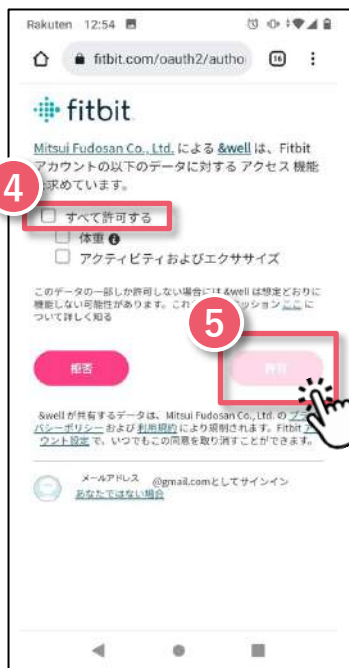 Rakuten 12:54
fitbit.com/oauth2/autho
16
fitbit
Mitsui Fudosan Co., Ltd. による &well は、Fitbit
アカウントの以下のデータに対する アクセス 機能
求めています。
4
すべて許可する
体重
アクティビティおよびエクササイズ
このデータの一部しか許可しない場合には &well は想定どおりに
機能しない可能性があります。これ ッション ここ に
ついて詳しく知る
5
拒否
許可
&well が共有するデータは、Mitsui Fudosan Co., Ltd. の プラ
バシーポリシー および 利用規約 により規制されます。Fitbit ア
ウント設定 で、いつでもこの同意を取り消すことができます。
メールアドレス @gmail.comとしてサインイン
あなたではない場合